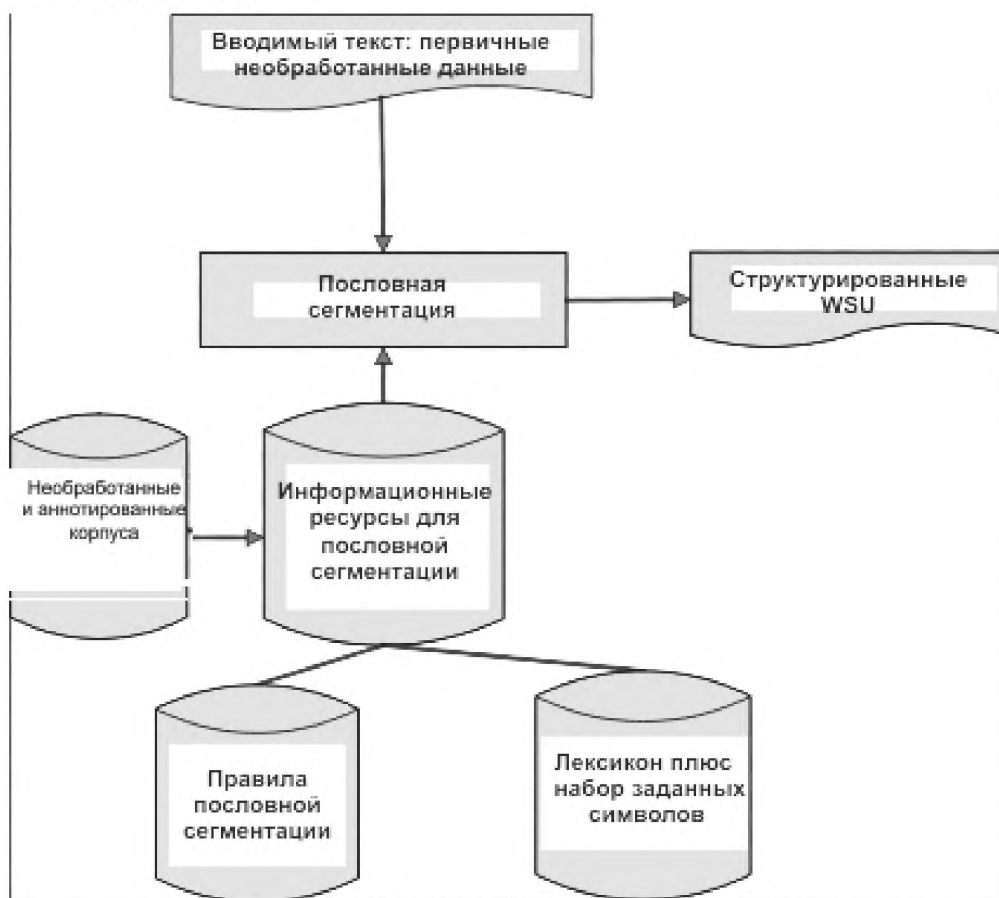 Вводимый текст: первичные
необработанные данные
Пословная
сегментация
Структурированные
WSU
Необработанные
и аннотированные
корпуса
Информационные
ресурсы для
пословной
сегментации
Правила
пословной
сегментации
Лексикон плюс
набор заданных
символов